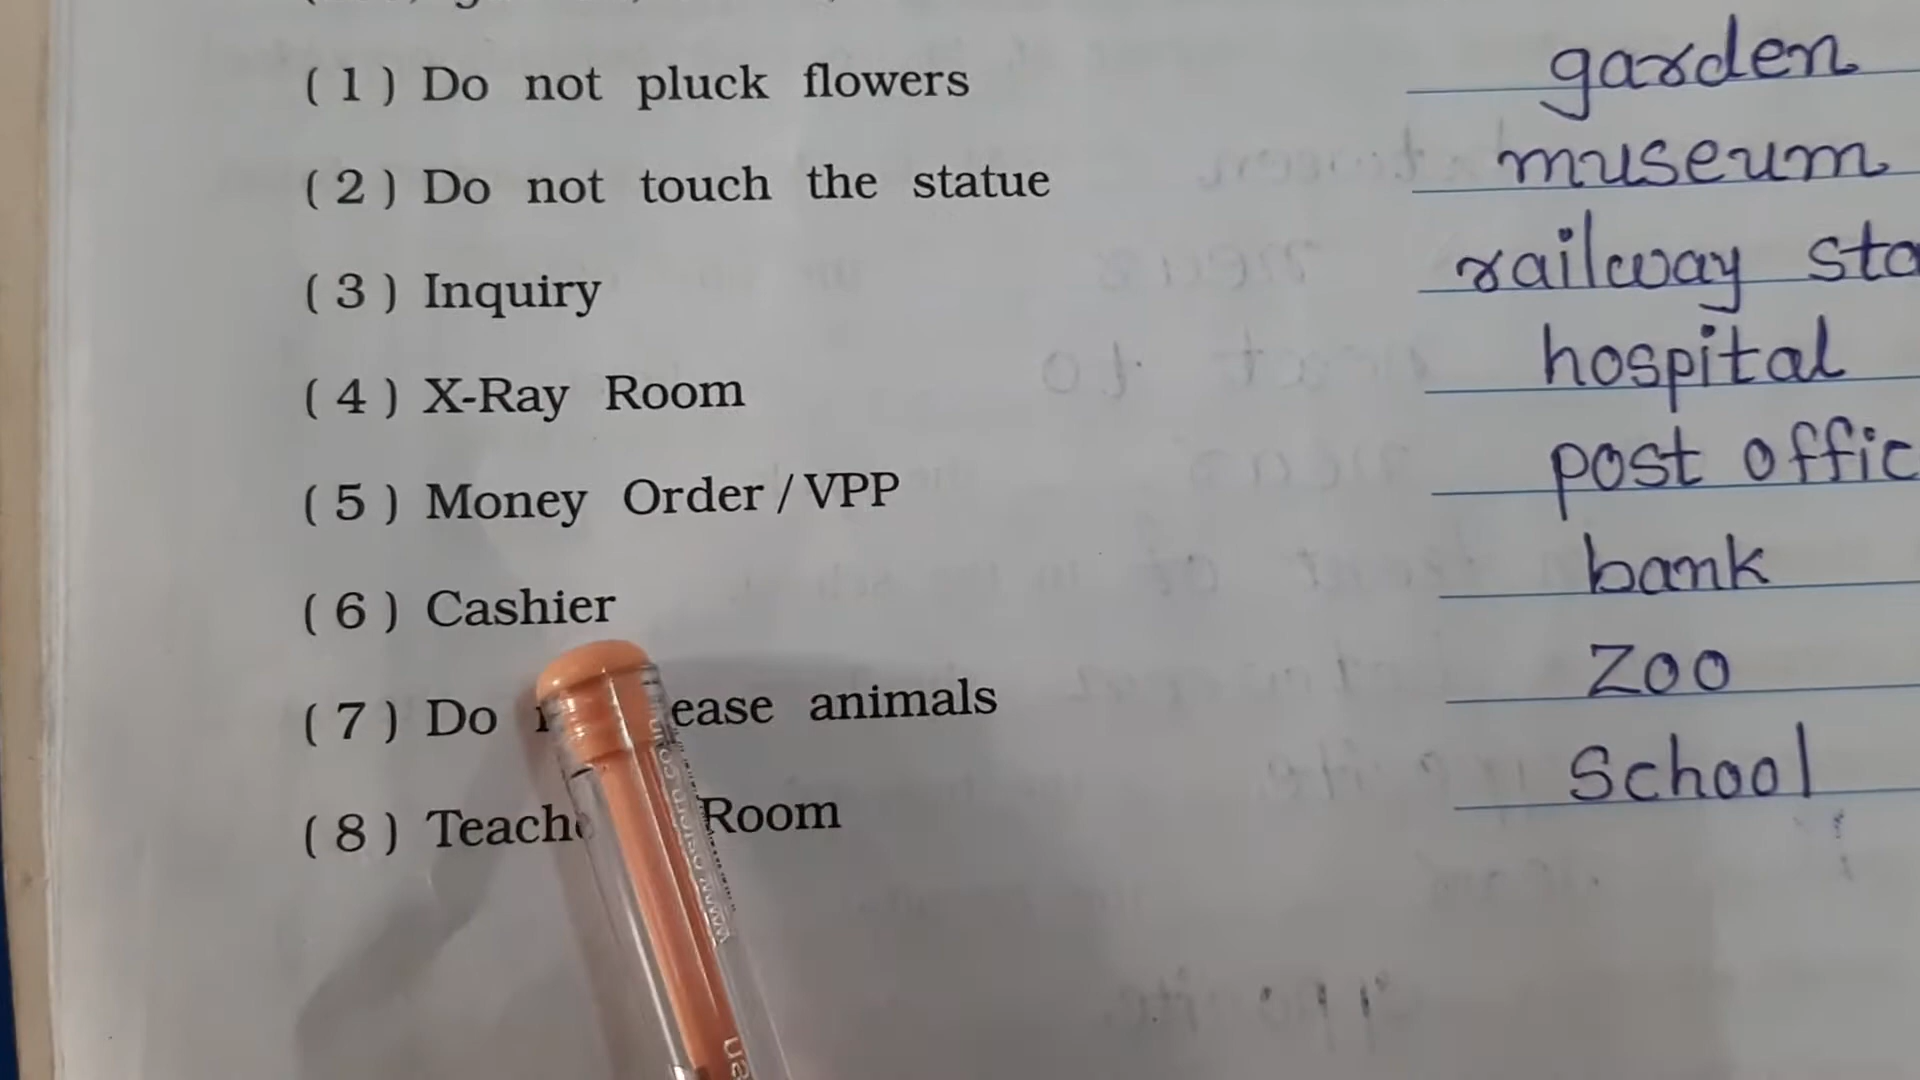 (1) Do not pluck flowers garden
(2) Do not touch the statue museum
(3) Inquiry railway sta
(4) X-Ray Room hospital
(5) Money Order/VPP post offic
(6) Cashier bank
(7) Do ease animals Zoo
(8) Teach Room School